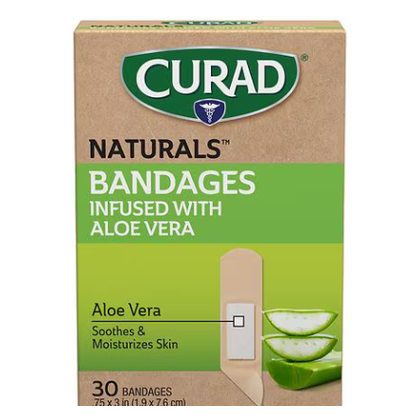 CURAD
NATURALS™
BANDAGES
INFUSED WITH
ALOE VERA
Aloe Vera
Soothes &
Moisturizes Skin
30 BANDAGES
.75 x 3 in (1.9 x 7.6 cm)